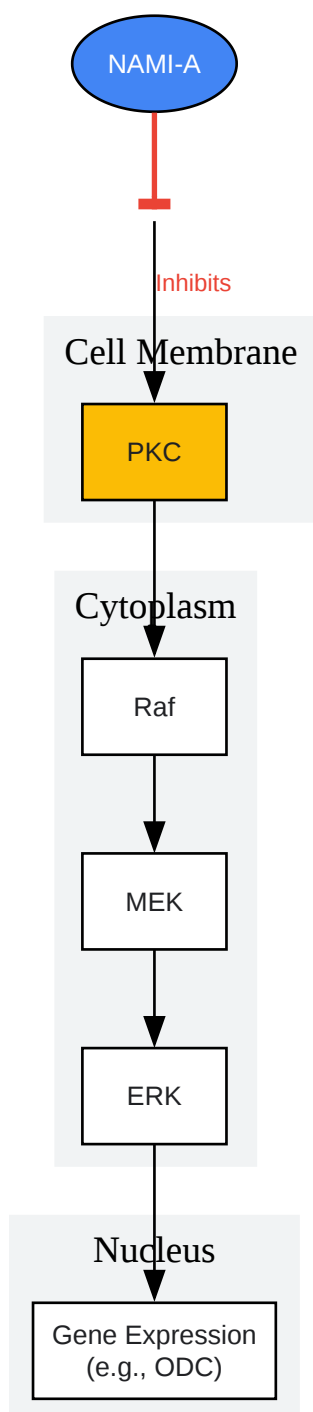 NAMI-A
Inhibits
Cell Membrane
PKC
Cytoplasm
Raf
MEK
ERK
Nucleus
Gene Expression
(e.g., ODC)